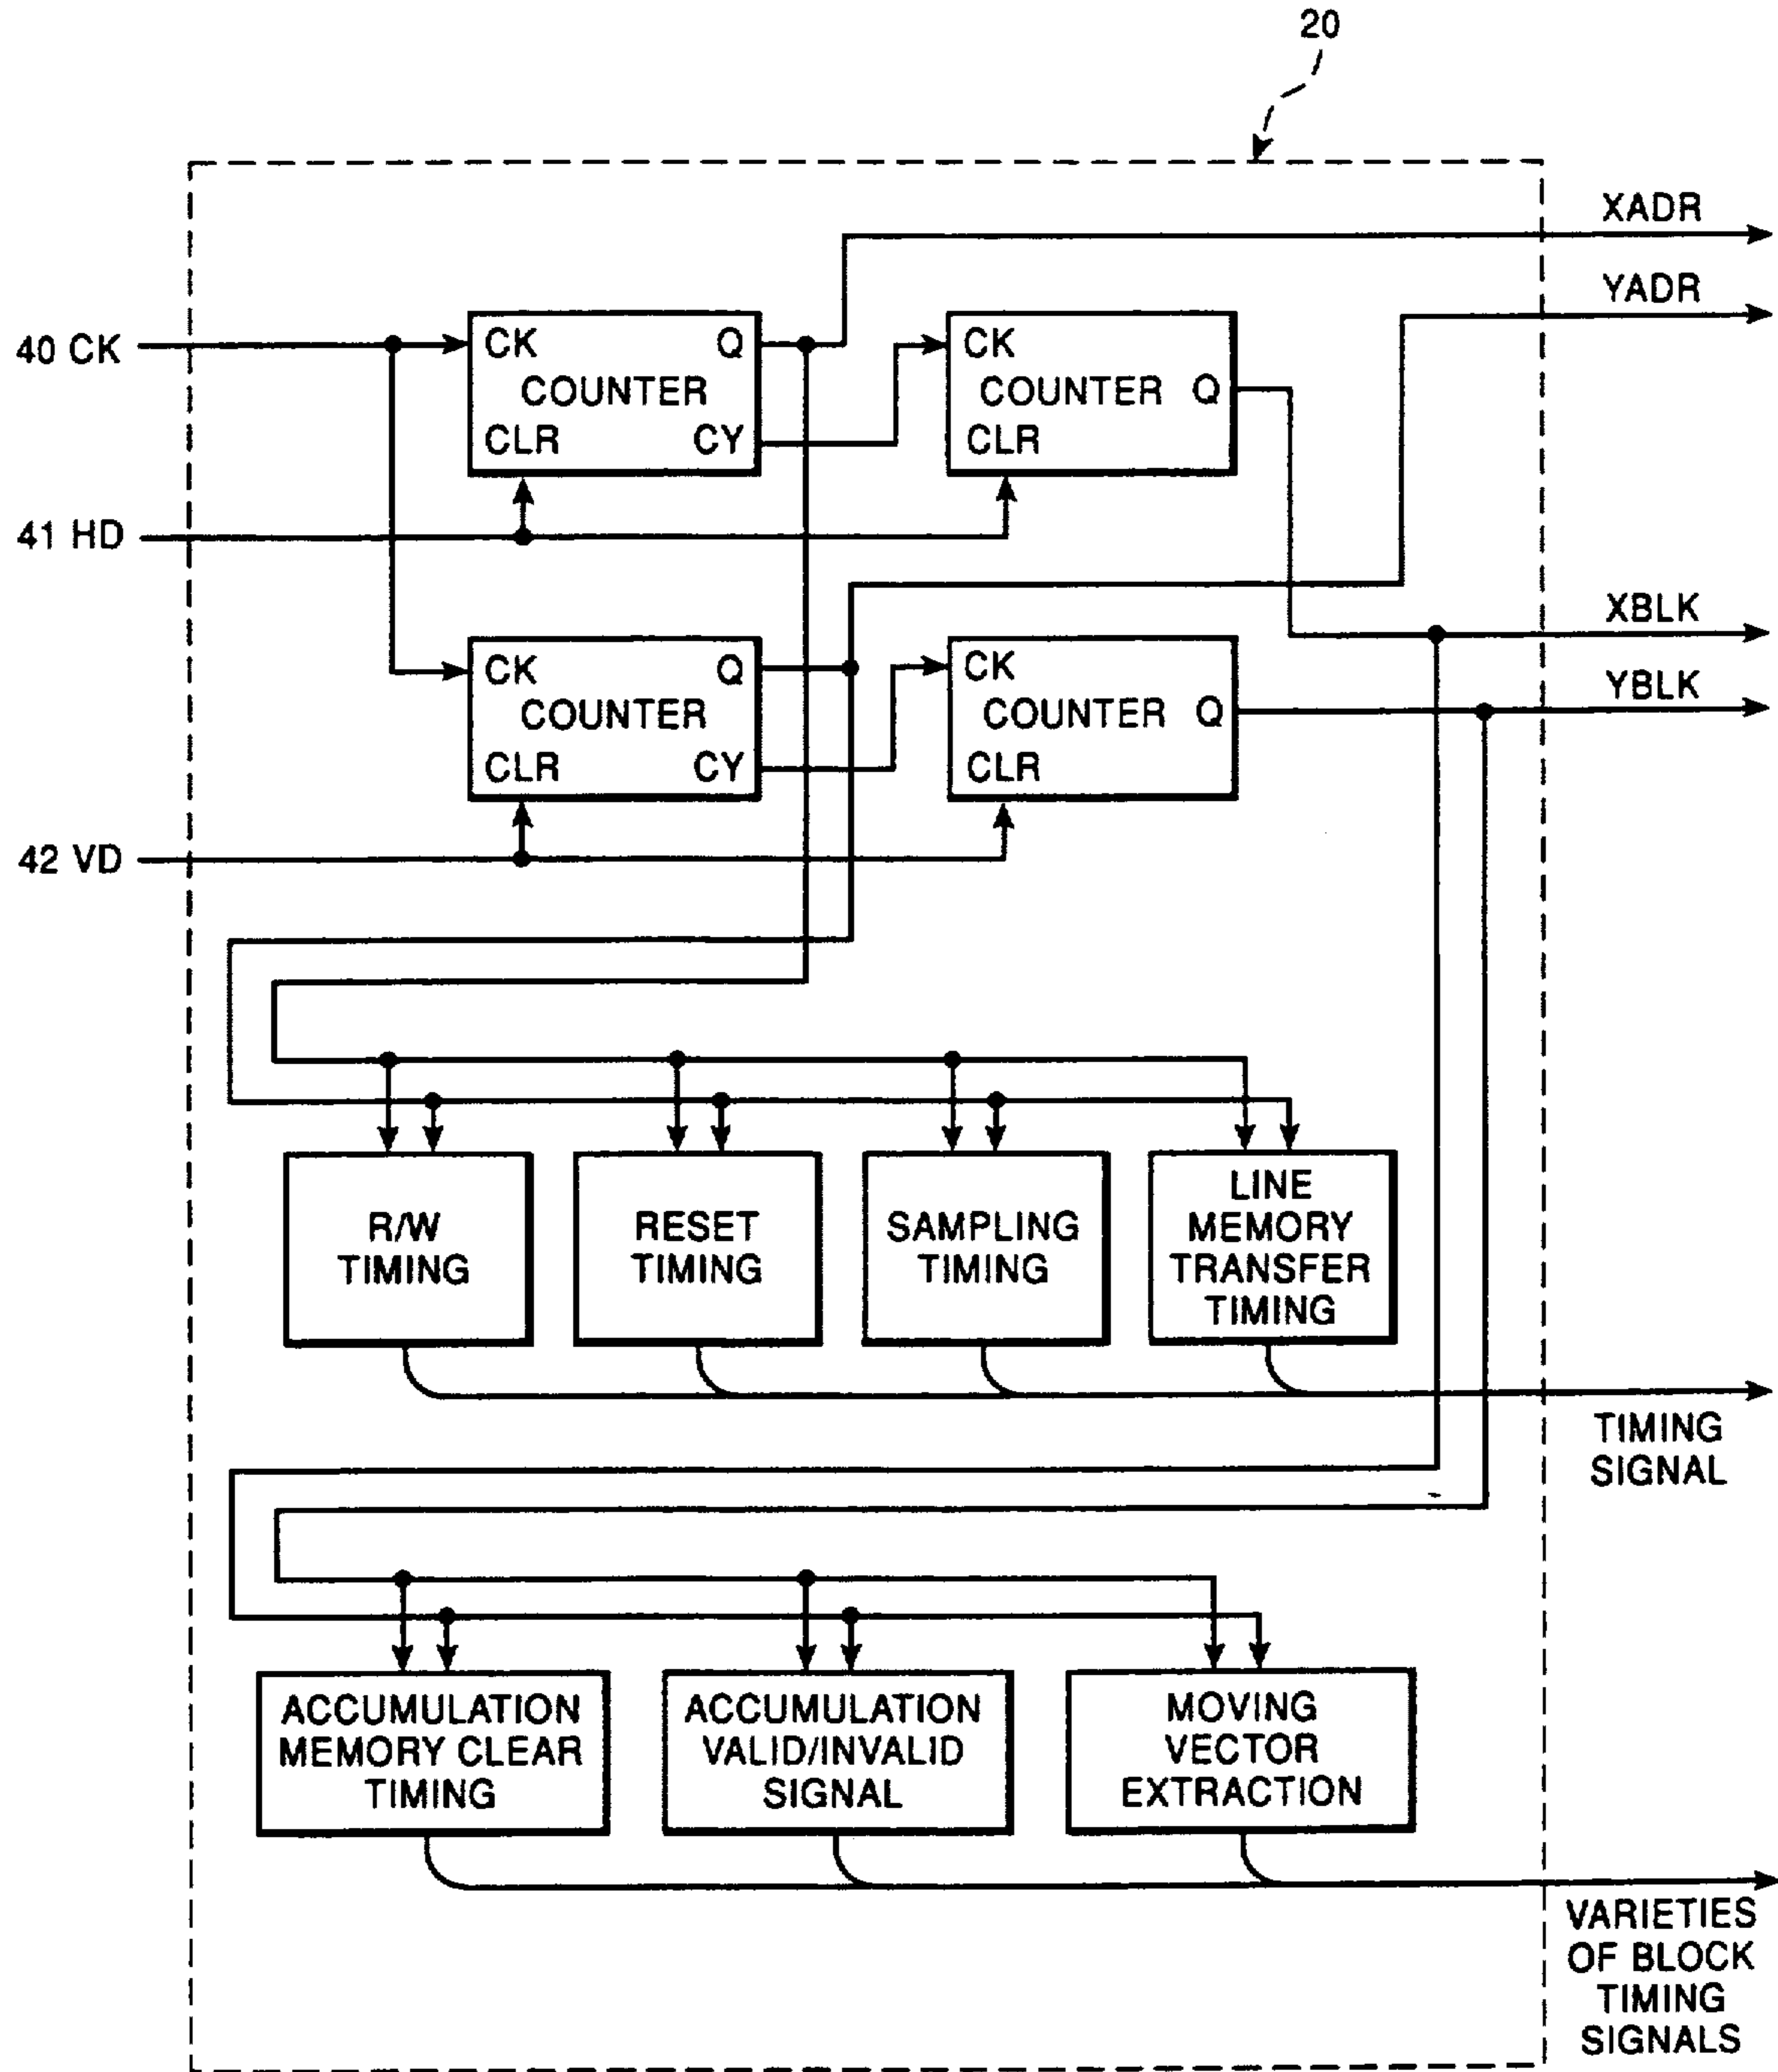 20
XADR
YADR
40 CK
CK Q
COUNTER
CLR CY
CK
COUNTER Q
CLR
41 HD
XBLK
YBLK
CK Q
COUNTER
CLR CY
CK
COUNTER Q
CLR
42 VD
R/W
TIMING
RESET
TIMING
SAMPLING
TIMING
LINE
MEMORY
TRANSFER
TIMING
TIMING
SIGNAL
ACCUMULATION
MEMORY CLEAR
TIMING
ACCUMULATION
VALID/INVALID
SIGNAL
MOVING
VECTOR
EXTRACTION
VARIETIES
OF BLOCK
TIMING
SIGNALS